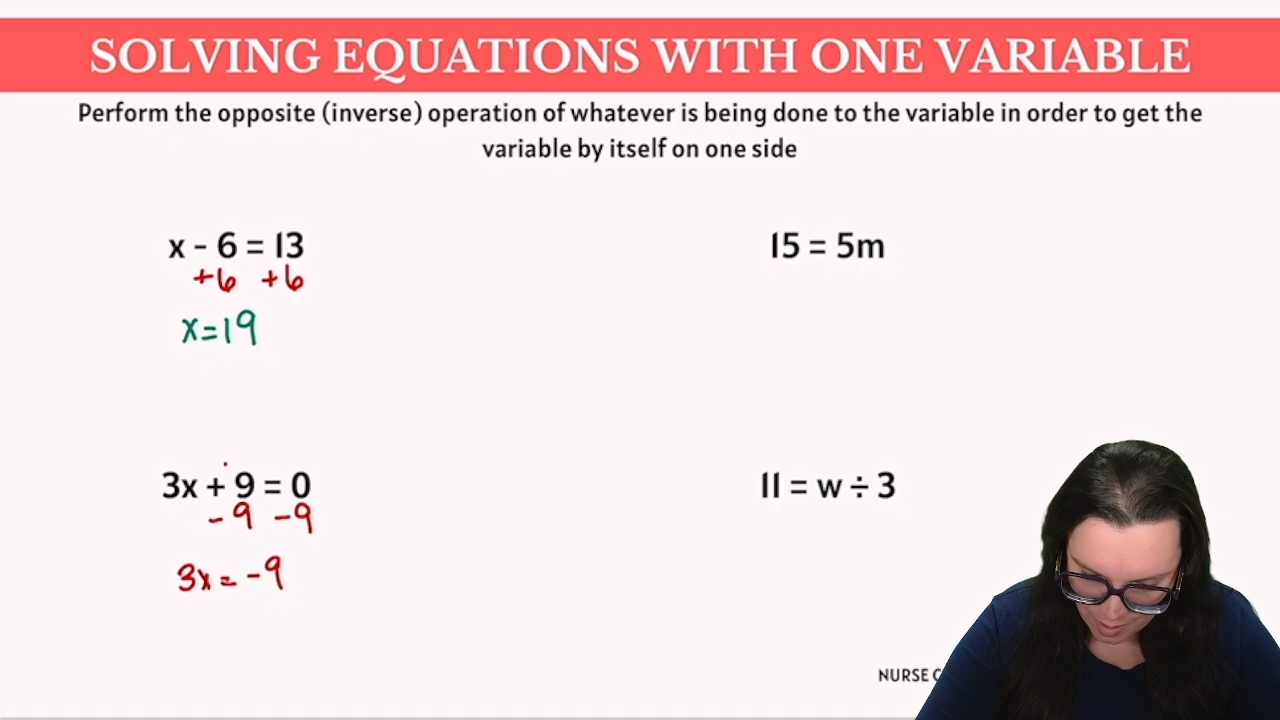 SOLVING EQUATIONS WITH ONE VARIABLE
Perform the opposite (inverse) operation of whatever is being done to the variable in order to get the
variable by itself on one side
x - 6 = 13
+6 +6
x=19
15 = 5m
3x + 9 = 0
-9 -9
3x = -9
11 = w ÷ 3
NURSE